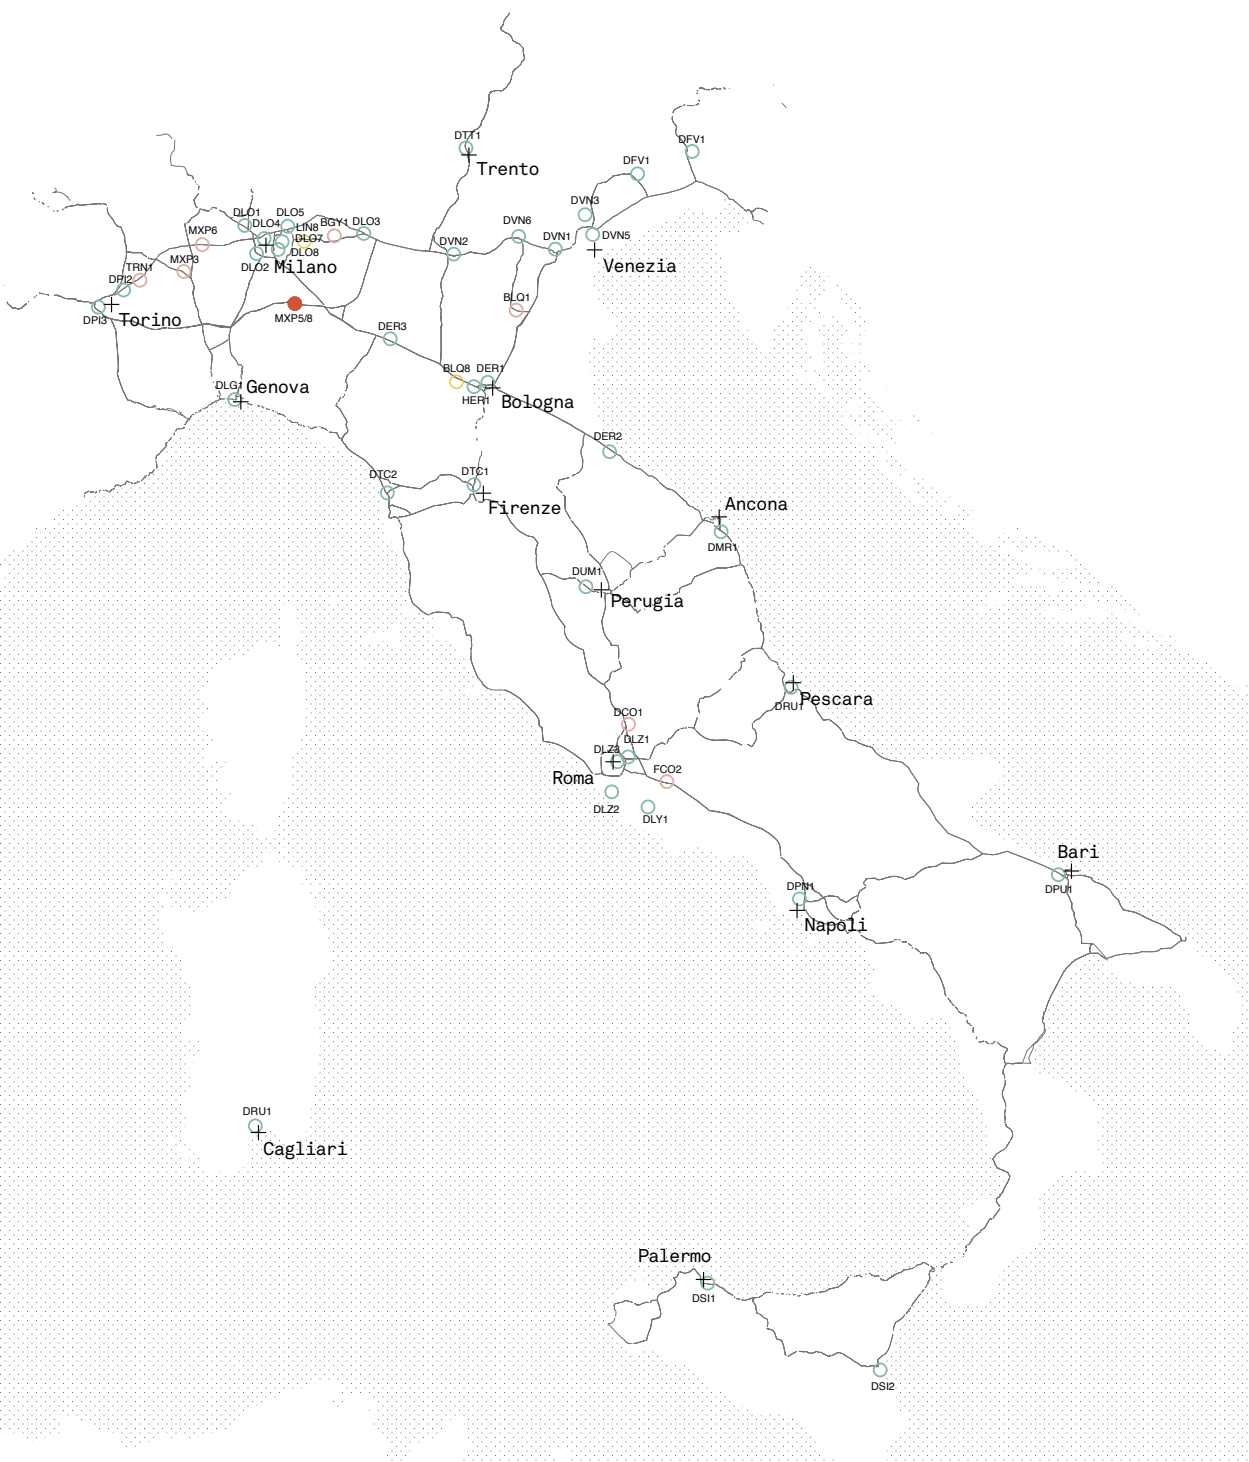 DTT1
Trento
DFV1
DFV1
DVN3
DLO1
DLO5
DLO4
LIN8
BGY1
DLO3
MXP6
DLO7
DVN6
DVN1
DVN5
DVN2
DLO8
DLO2
Milano
Venezia
MXP3
TRN1
DPI2
DPI3
Torino
MXP5/8
BLQ1
DER3
BLQ8
DER1
DLG1
Genova
HER1
Bologna
DER2
DTC2
DTC1
Firenze
Ancona
DMR1
DUM1
Perugia
Pescara
DRU1
DCO1
DLZ1
DLZ3
Roma
FCO2
DLZ2
DLY1
Bari
DPU1
DPN1
Napoli
DRU1
Cagliari
Palermo
DSI1
DSI2